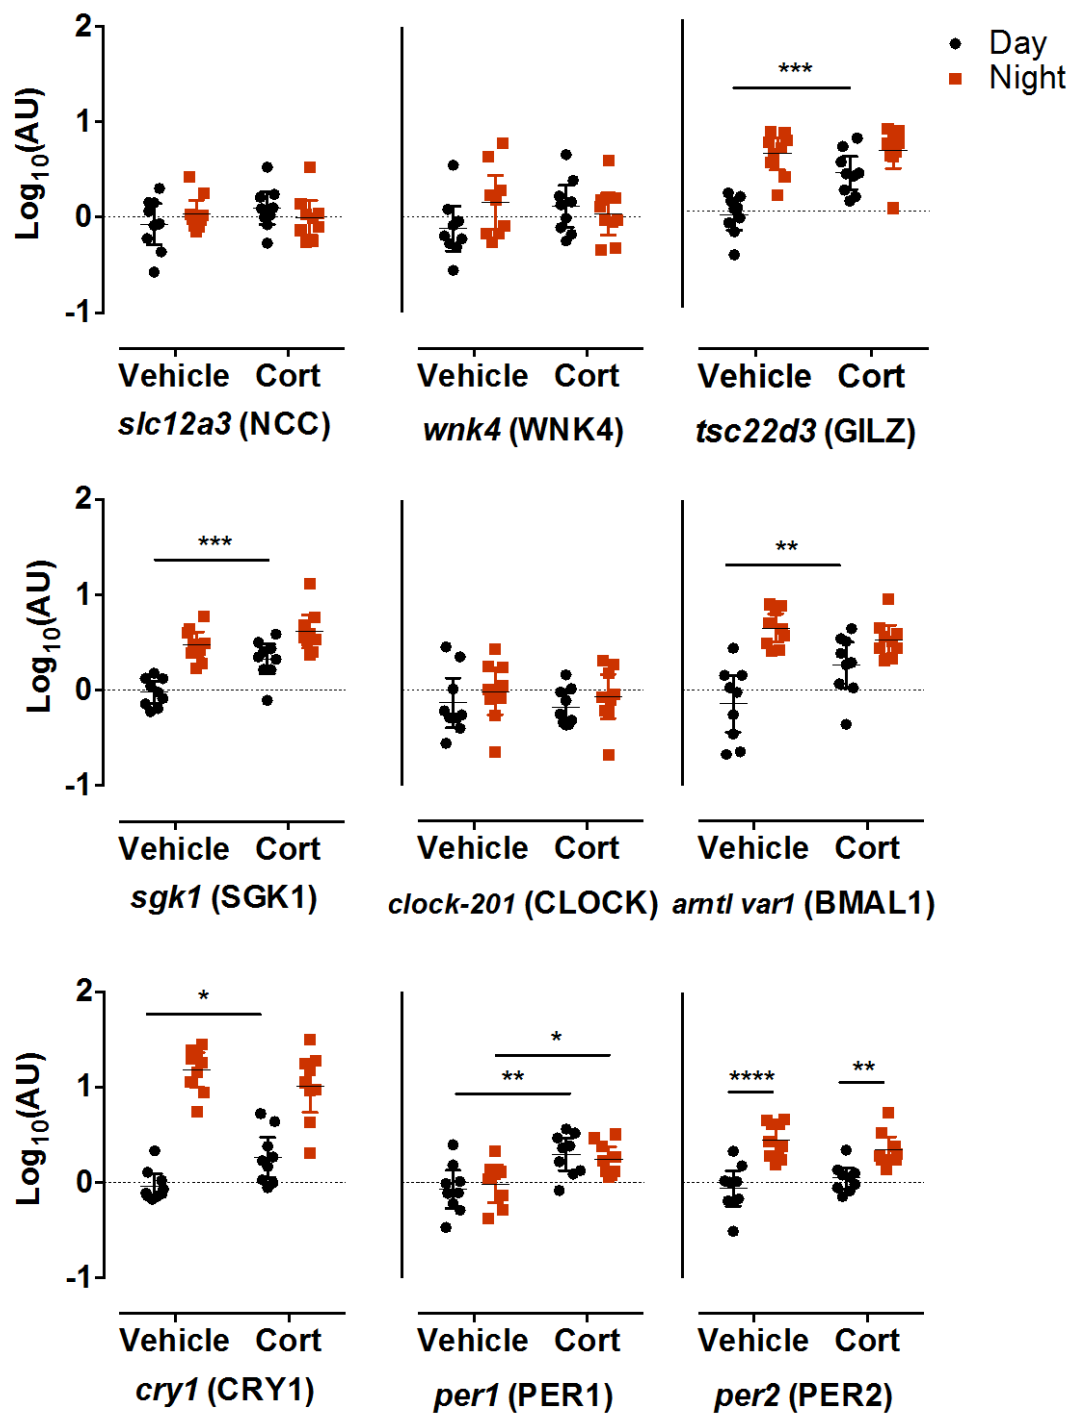 Day
Night
Log10(AU)
2
1
0
-1
***
Vehicle Cort Vehicle Cort Vehicle Cort
slc12a3 (NCC) wnk4 (WNK4) tsc22d3 (GILZ)
Log10(AU)
2
1
0
-1
*** **
Vehicle Cort Vehicle Cort Vehicle Cort
sgk1 (SGK1) clock-201 (CLOCK) arntl var1 (BMAL1)
Log10(AU)
2
1
0
-1
* ** * **** **
Vehicle Cort Vehicle Cort Vehicle Cort
cry1 (CRY1) per1 (PER1) per2 (PER2)